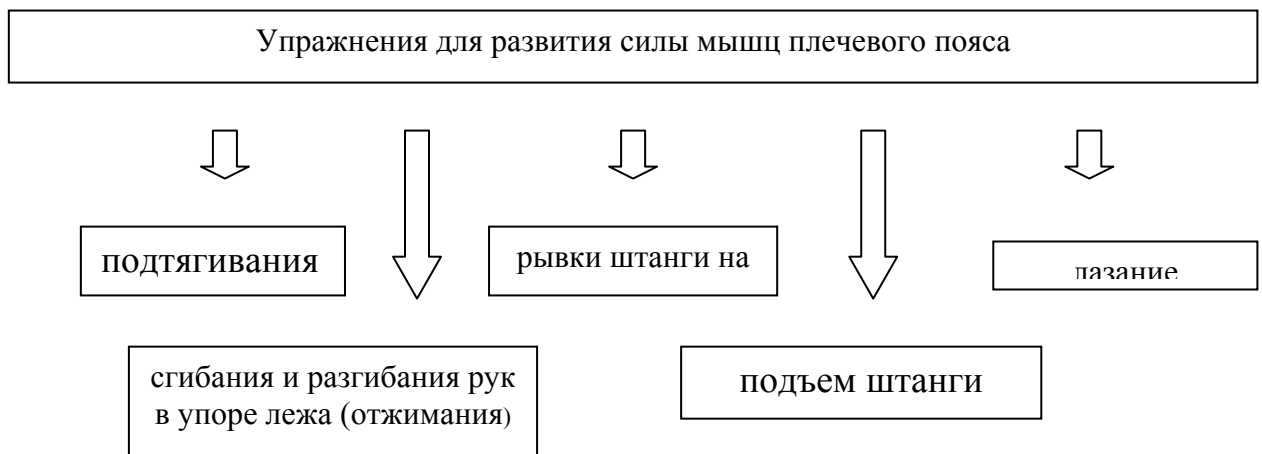 Упражнения для развития силы мышц плечевого пояса
подтягивания
рывки штанги на
лазание
сгибания и разгибания рук
в упоре лежа (отжимания)
подъем штанги